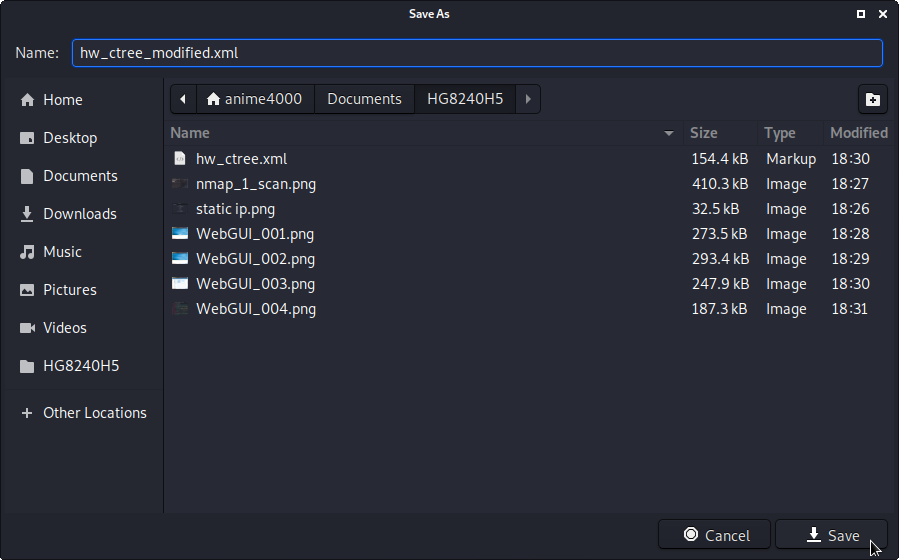 Save As
Name: hw_ctree_modified.xml
Home
Desktop
Documents
Downloads
Music
Pictures
Videos
HG8240H5
Other Locations
anime4000 Documents HG8240H5
Name Size Type Modified
hw_ctree.xml 154.4 kB Markup 18:30
nmap_1_scan.png 410.3 kB Image 18:27
static ip.png 32.5 kB Image 18:26
WebGUI_001.png 273.5 kB Image 18:28
WebGUI_002.png 293.4 kB Image 18:29
WebGUI_003.png 247.9 kB Image 18:30
WebGUI_004.png 187.3 kB Image 18:31
Cancel Save